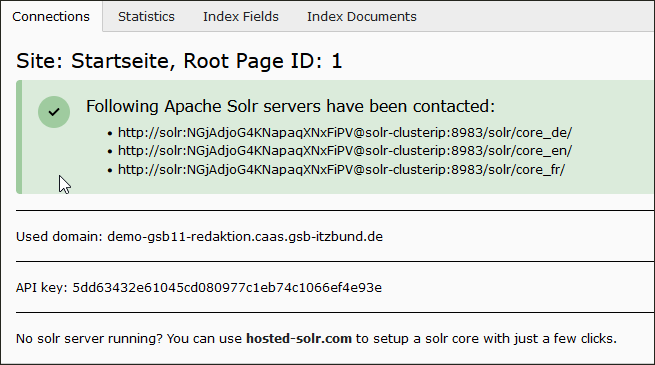 Connections Statistics Index Fields Index Documents
Site: Startseite, Root Page ID: 1
Following Apache Solr servers have been contacted:
• http://solr:NGjAdjoG4KNapaqXNxFiPV@solr-clusterip:8983/solr/core_de/
• http://solr:NGjAdjoG4KNapaqXNxFiPV@solr-clusterip:8983/solr/core_en/
• http://solr:NGjAdjoG4KNapaqXNxFiPV@solr-clusterip:8983/solr/core_fr/
Used domain: demo-gsb11-redaktion.caas.gsb-itzbund.de
API key: 5dd63432e61045cd080977c1eb74c1066ef4e93e
No solr server running? You can use hosted-solr.com to setup a solr core with just a few clicks.